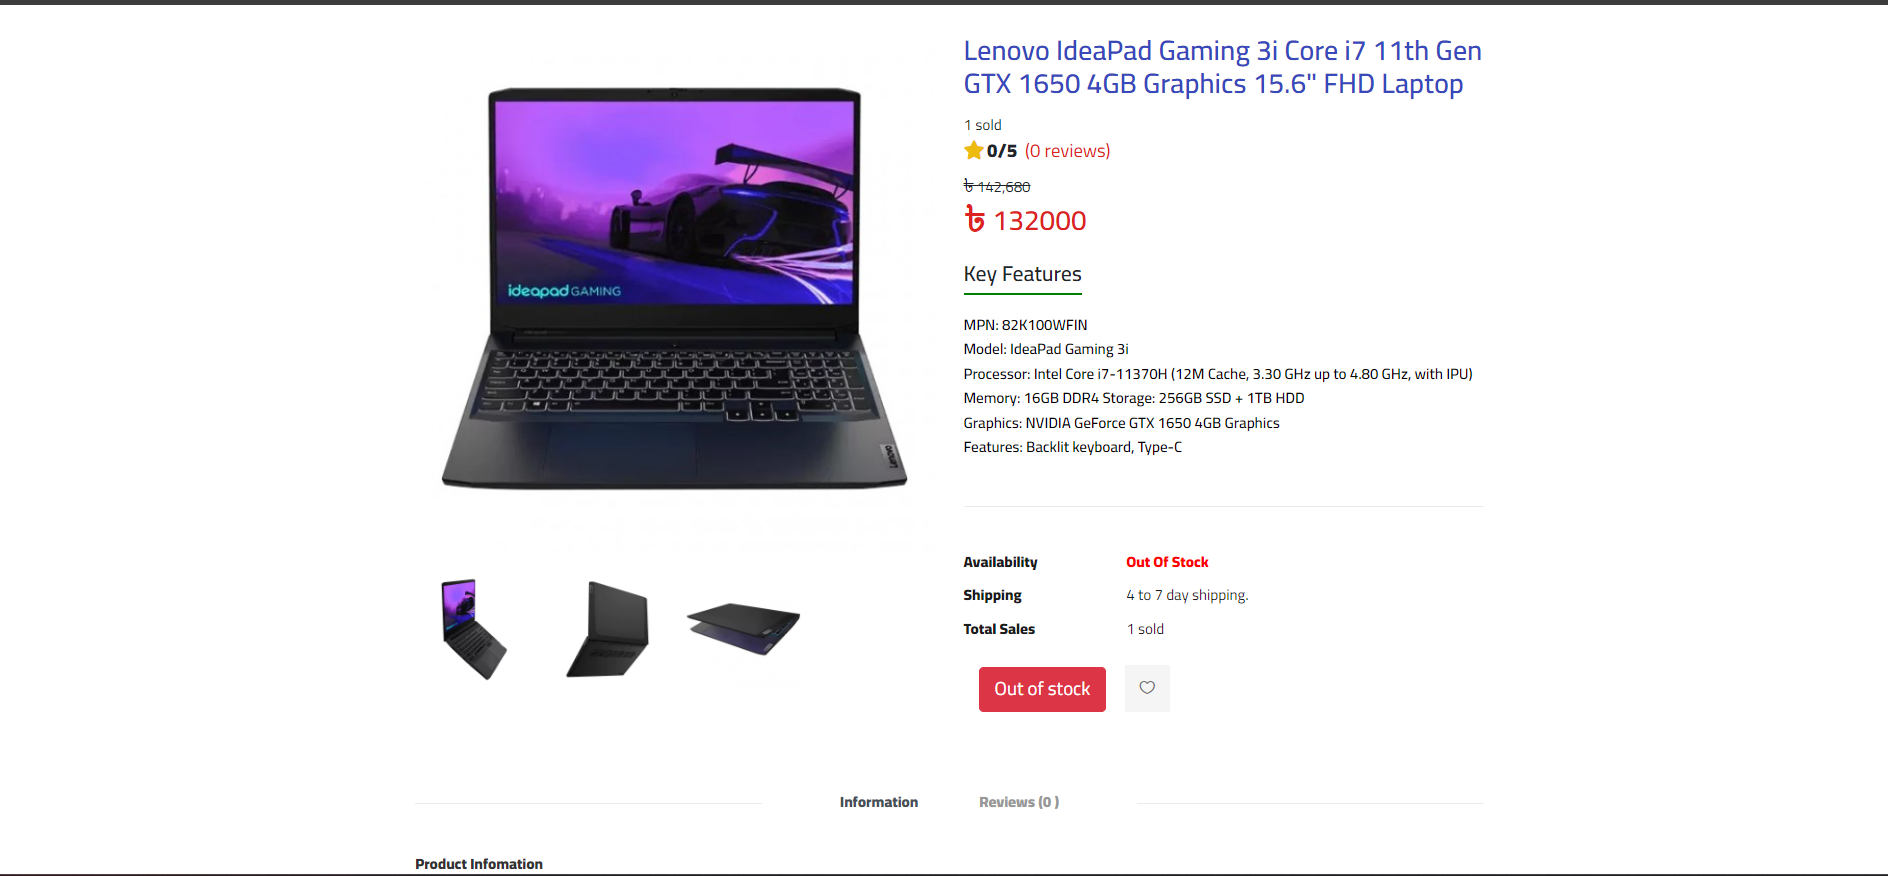 ideapad GAMING
Lenovo
Lenovo IdeaPad Gaming 3i Core i7 11th Gen
GTX 1650 4GB Graphics 15.6" FHD Laptop
1 sold
0/5 (0 reviews)
৳ 142,680
৳ 132000
Key Features
MPN: 82K100WFIN
Model: IdeaPad Gaming 3i
Processor: Intel Core i7-11370H (12M Cache, 3.30 GHz up to 4.80 GHz, with IPU)
Memory: 16GB DDR4 Storage: 256GB SSD + 1TB HDD
Graphics: NVIDIA GeForce GTX 1650 4GB Graphics
Features: Backlit keyboard, Type-C
Availability Out Of Stock
Shipping 4 to 7 day shipping.
Total Sales 1 sold
Out of stock
Information Reviews (0 )
Product Infomation